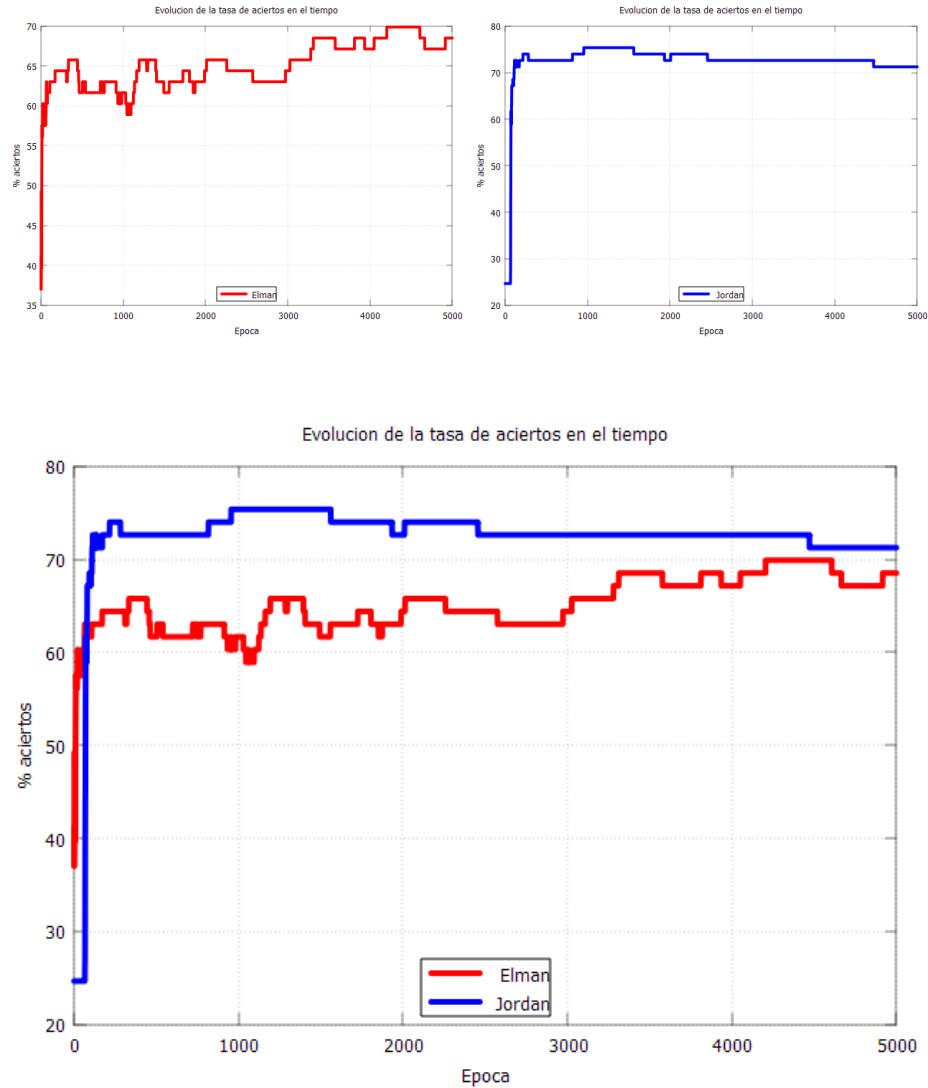 Evolucion de la tasa de aciertos en el tiempo
70
65
60
55
50
45
40
35
% aciertos
0 1000 2000 3000 4000 5000
Epoca
Elman
Evolucion de la tasa de aciertos en el tiempo
80
70
60
50
40
30
20
% aciertos
0 1000 2000 3000 4000 5000
Epoca
Jordan
Evolucion de la tasa de aciertos en el tiempo
80
70
60
50
40
30
20
% aciertos
Elman
Jordan
0 1000 2000 3000 4000 5000
Epoca